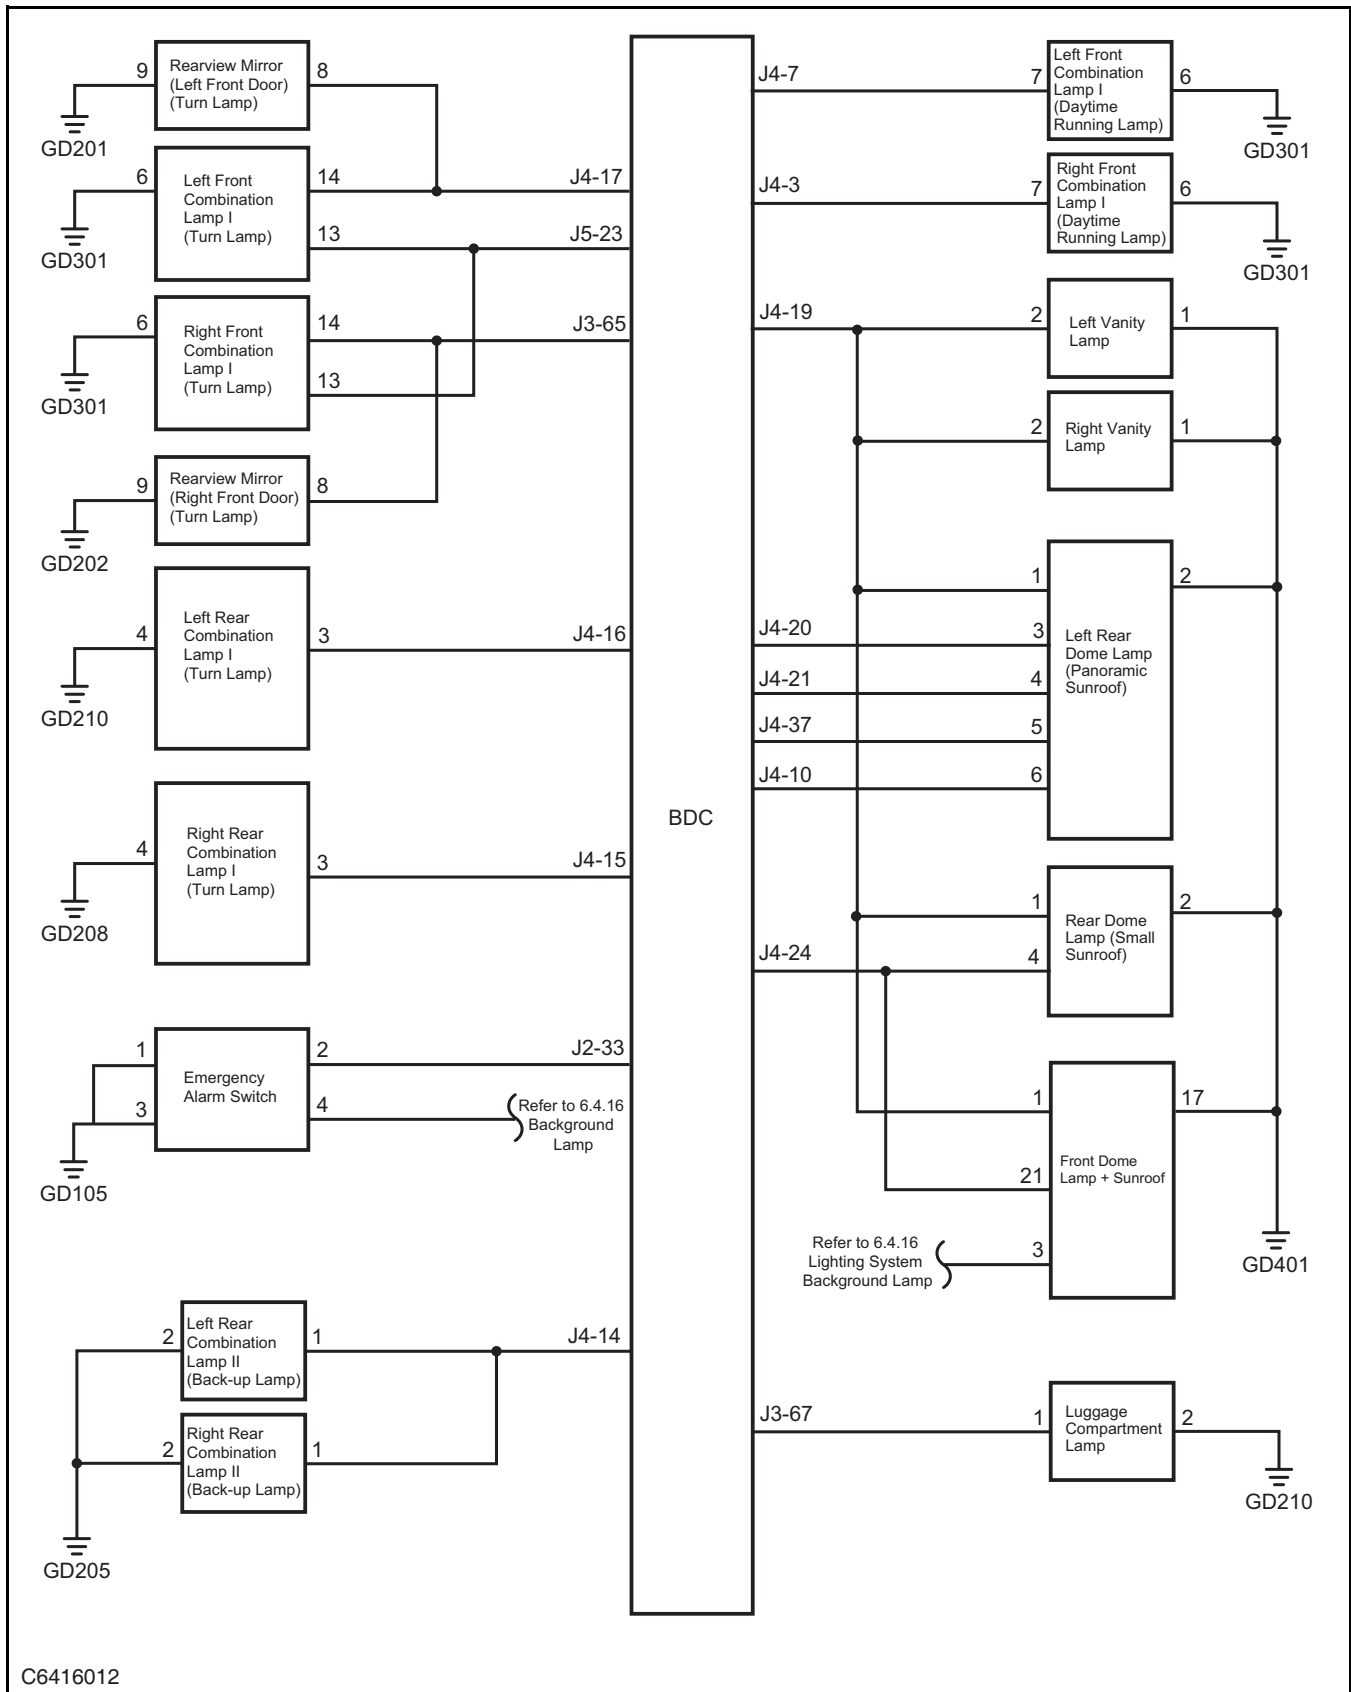 9
Rearview Mirror
(Left Front Door)
(Turn Lamp)
8
GD201
6
Left Front
Combination
Lamp I
(Turn Lamp)
14
J4-17
13
J5-23
GD301
6
Right Front
Combination
Lamp I
(Turn Lamp)
14
J3-65
13
GD301
9
Rearview Mirror
(Right Front Door)
(Turn Lamp)
8
GD202
4
Left Rear
Combination
Lamp I
(Turn Lamp)
3
J4-16
GD210
4
Right Rear
Combination
Lamp I
(Turn Lamp)
3
J4-15
GD208
1
3
Emergency
Alarm Switch
2
J2-33
4
Refer to 6.4.16
Background
Lamp
GD105
2
Left Rear
Combination
Lamp II
(Back-up Lamp)
1
J4-14
2
Right Rear
Combination
Lamp II
(Back-up Lamp)
1
GD205
BDC
J4-7
7
Left Front
Combination
Lamp I
(Daytime
Running Lamp)
6
GD301
J4-3
7
Right Front
Combination
Lamp I
(Daytime
Running Lamp)
6
GD301
J4-19
2
Left Vanity
Lamp
1
2
Right Vanity
Lamp
1
1
J4-20
3
J4-21
4
J4-37
5
J4-10
6
Left Rear
Dome Lamp
(Panoramic
Sunroof)
2
1
J4-24
4
Rear Dome
Lamp (Small
Sunroof)
2
1
21
3
Front Dome
Lamp + Sunroof
17
Refer to 6.4.16
Lighting System
Background Lamp
GD401
J3-67
1
Luggage
Compartment
Lamp
2
GD210
C6416012